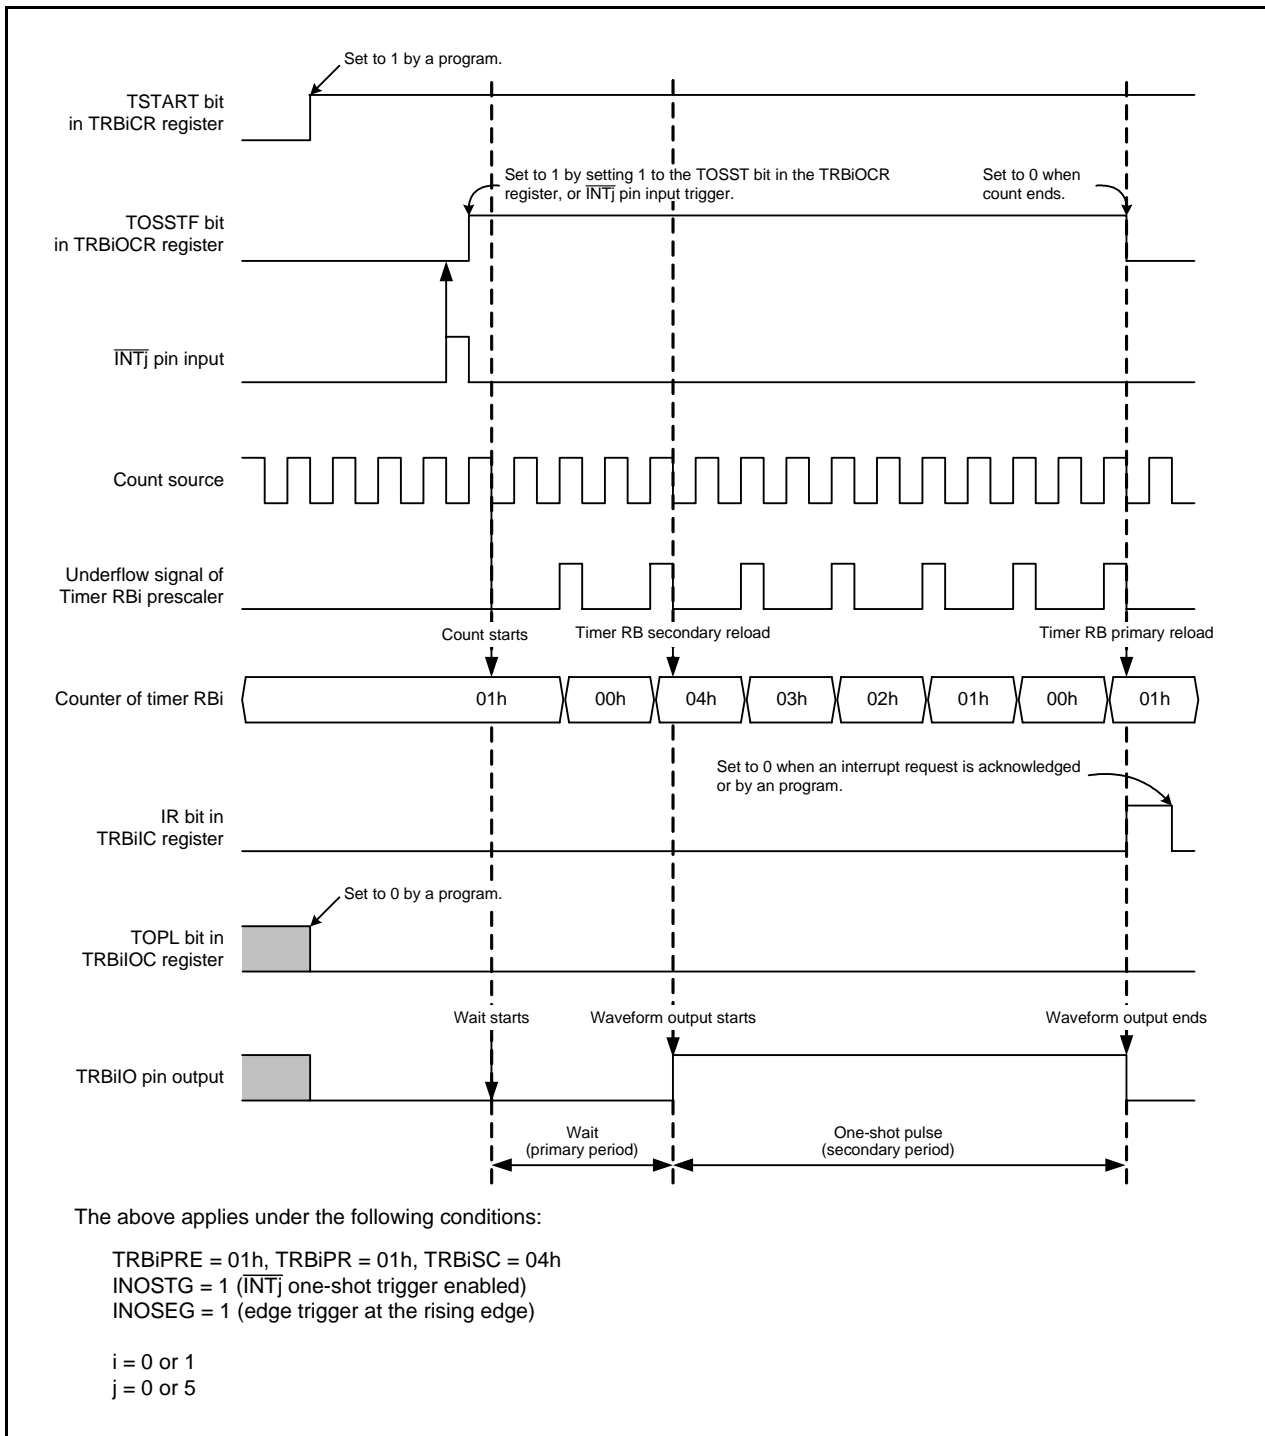 Set to 1 by a program.
TSTART bit
in TRBiCR register
Set to 1 by setting 1 to the TOSST bit in the TRBiOCR
register, or INTj pin input trigger.
Set to 0 when
count ends.
TOSSTF bit
in TRBiOCR register
INTj pin input
Count source
Underflow signal of
Timer RBi prescaler
Count starts
Timer RB secondary reload
Timer RB primary reload
Counter of timer RBi
01h
00h
04h
03h
02h
01h
00h
01h
Set to 0 when an interrupt request is acknowledged
or by an program.
IR bit in
TRBiIC register
Set to 0 by a program.
TOPL bit in
TRBiIOC register
Wait starts
Waveform output starts
Waveform output ends
TRBiIO pin output
Wait
(primary period)
One-shot pulse
(secondary period)
The above applies under the following conditions:
TRBiPRE = 01h, TRBiPR = 01h, TRBiSC = 04h
INOSTG = 1 (INTj one-shot trigger enabled)
INOSEG = 1 (edge trigger at the rising edge)
i = 0 or 1
j = 0 or 5